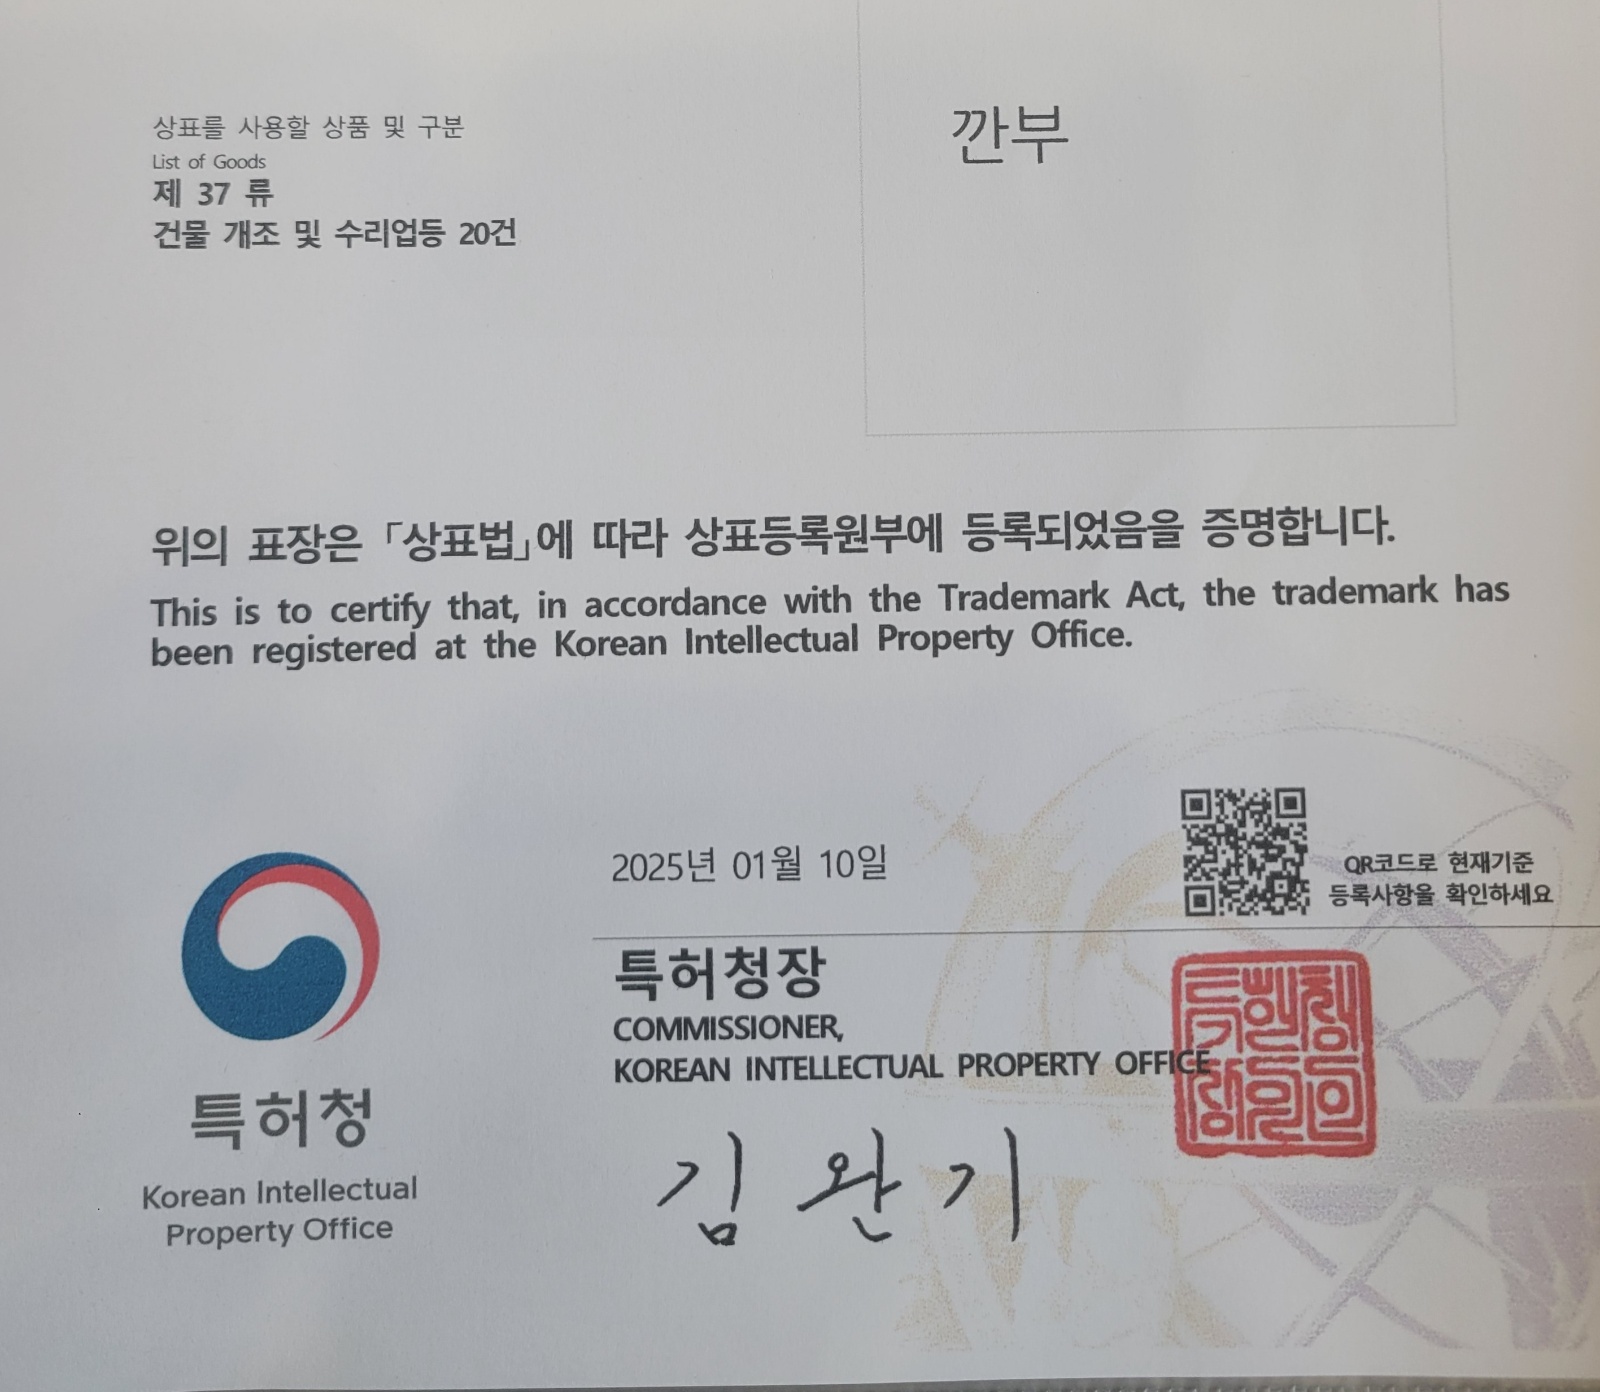 상표를 사용할 상품 및 구분
List of Goods
제 37 류
건물 개조 및 수리업등 20건
깐부
위의 표장은 「상표법」에 따라 상표등록원부에 등록되었음을 증명합니다.
This is to certify that, in accordance with the Trademark Act, the trademark has
been registered at the Korean Intellectual Property Office.
2025년 01월 10일
QR코드로 현재기준
등록사항을 확인하세요
특허청장
COMMISSIONER,
KOREAN INTELLECTUAL PROPERTY OFFICE
김완기
특허청
Korean Intellectual
Property Office